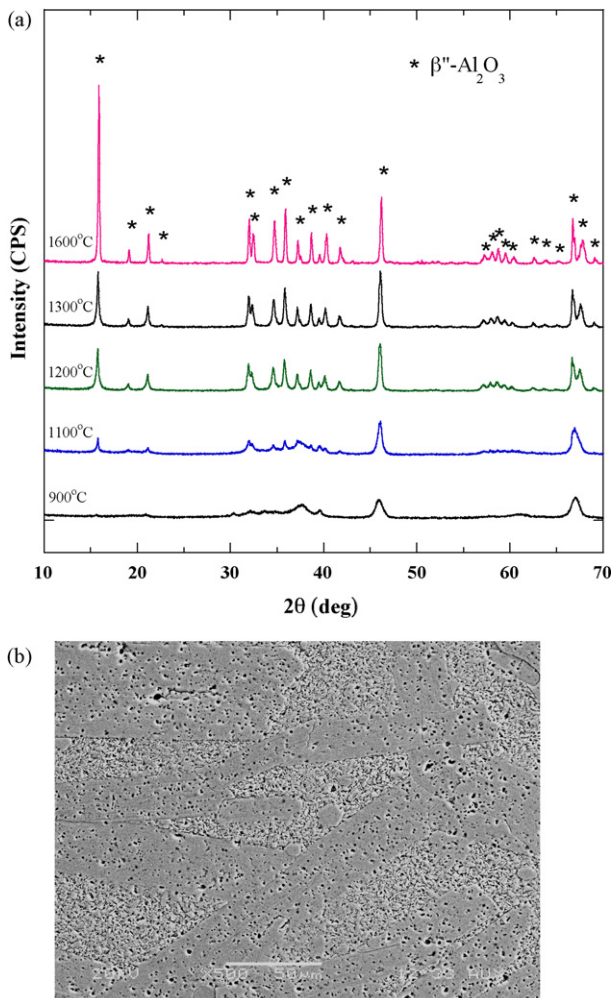 (a)
* β"-Al₂O₃
1600°C
1300°C
1200°C
1100°C
900°C
Intensity (CPS)
10 20 30 40 50 60 70
2θ (deg)
(b)
20kV X500 50μm